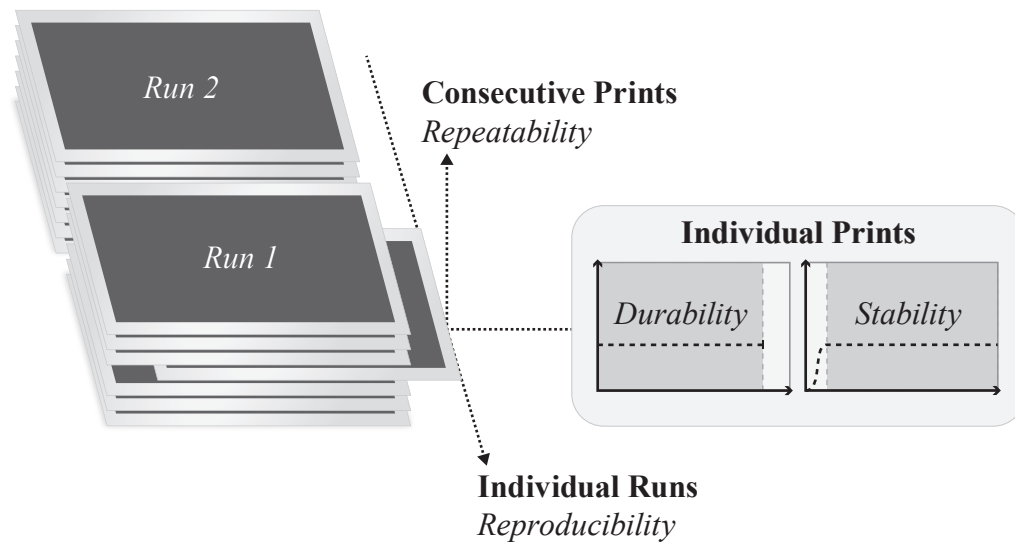 Run 2
Consecutive Prints
Repeatability
Run 1
Individual Prints
Durability
Stability
Individual Runs
Reproducibility